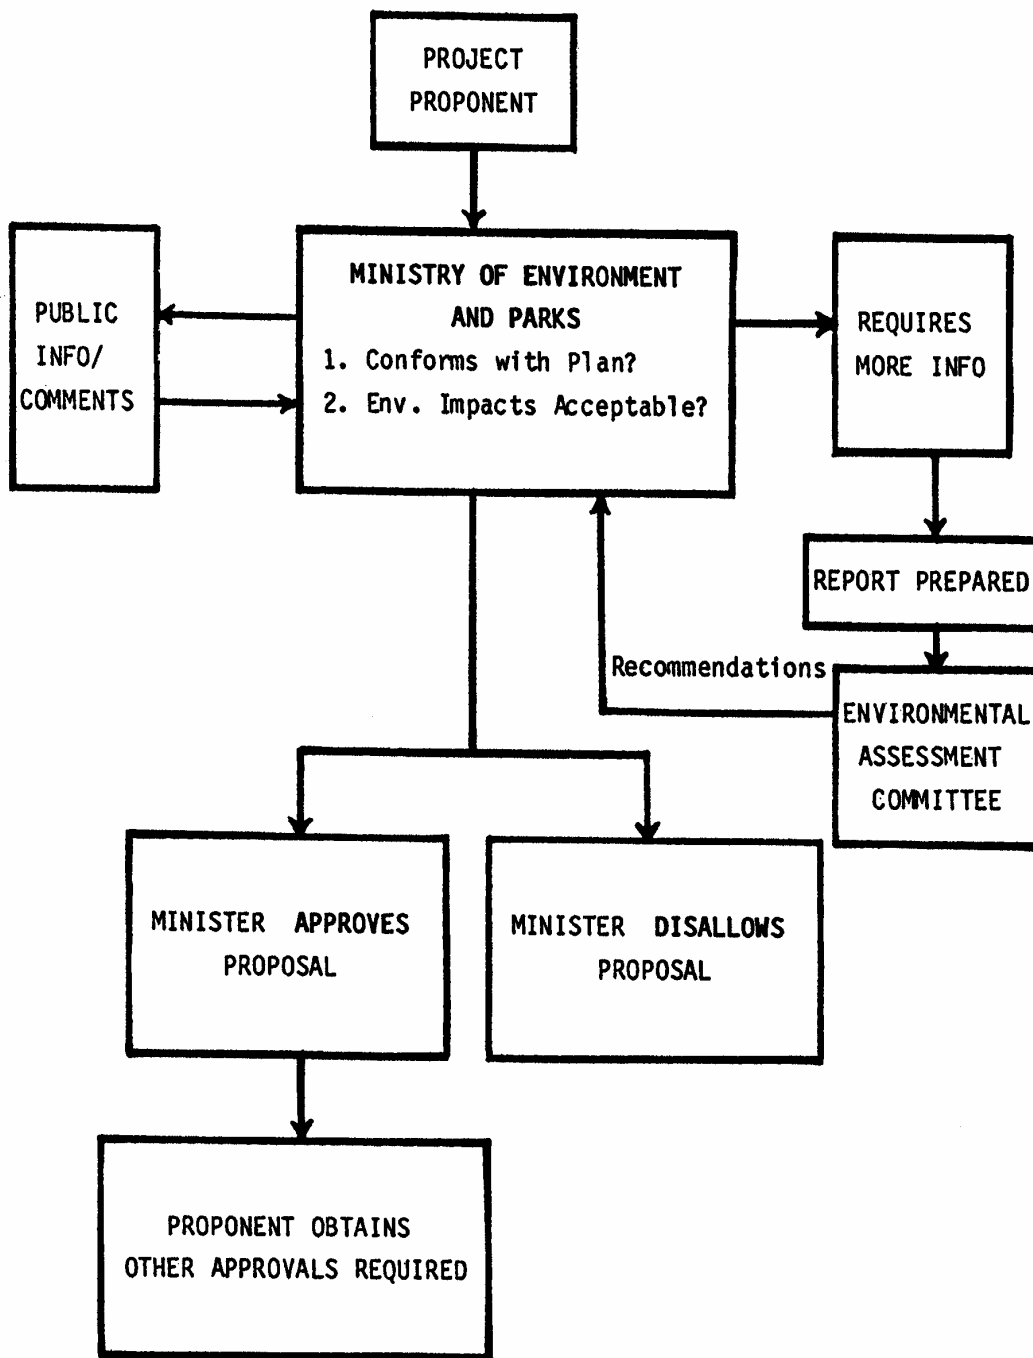 PROJECT
PROPONENT
MINISTRY OF ENVIRONMENT
AND PARKS
1. Conforms with Plan?
2. Env. Impacts Acceptable?
PUBLIC
INFO/
COMMENTS
REQUIRES
MORE INFO
REPORT PREPARED
Recommendations
ENVIRONMENTAL
ASSESSMENT
COMMITTEE
MINISTER APPROVES
PROPOSAL
MINISTER DISALLOWS
PROPOSAL
PROPONENT OBTAINS
OTHER APPROVALS REQUIRED